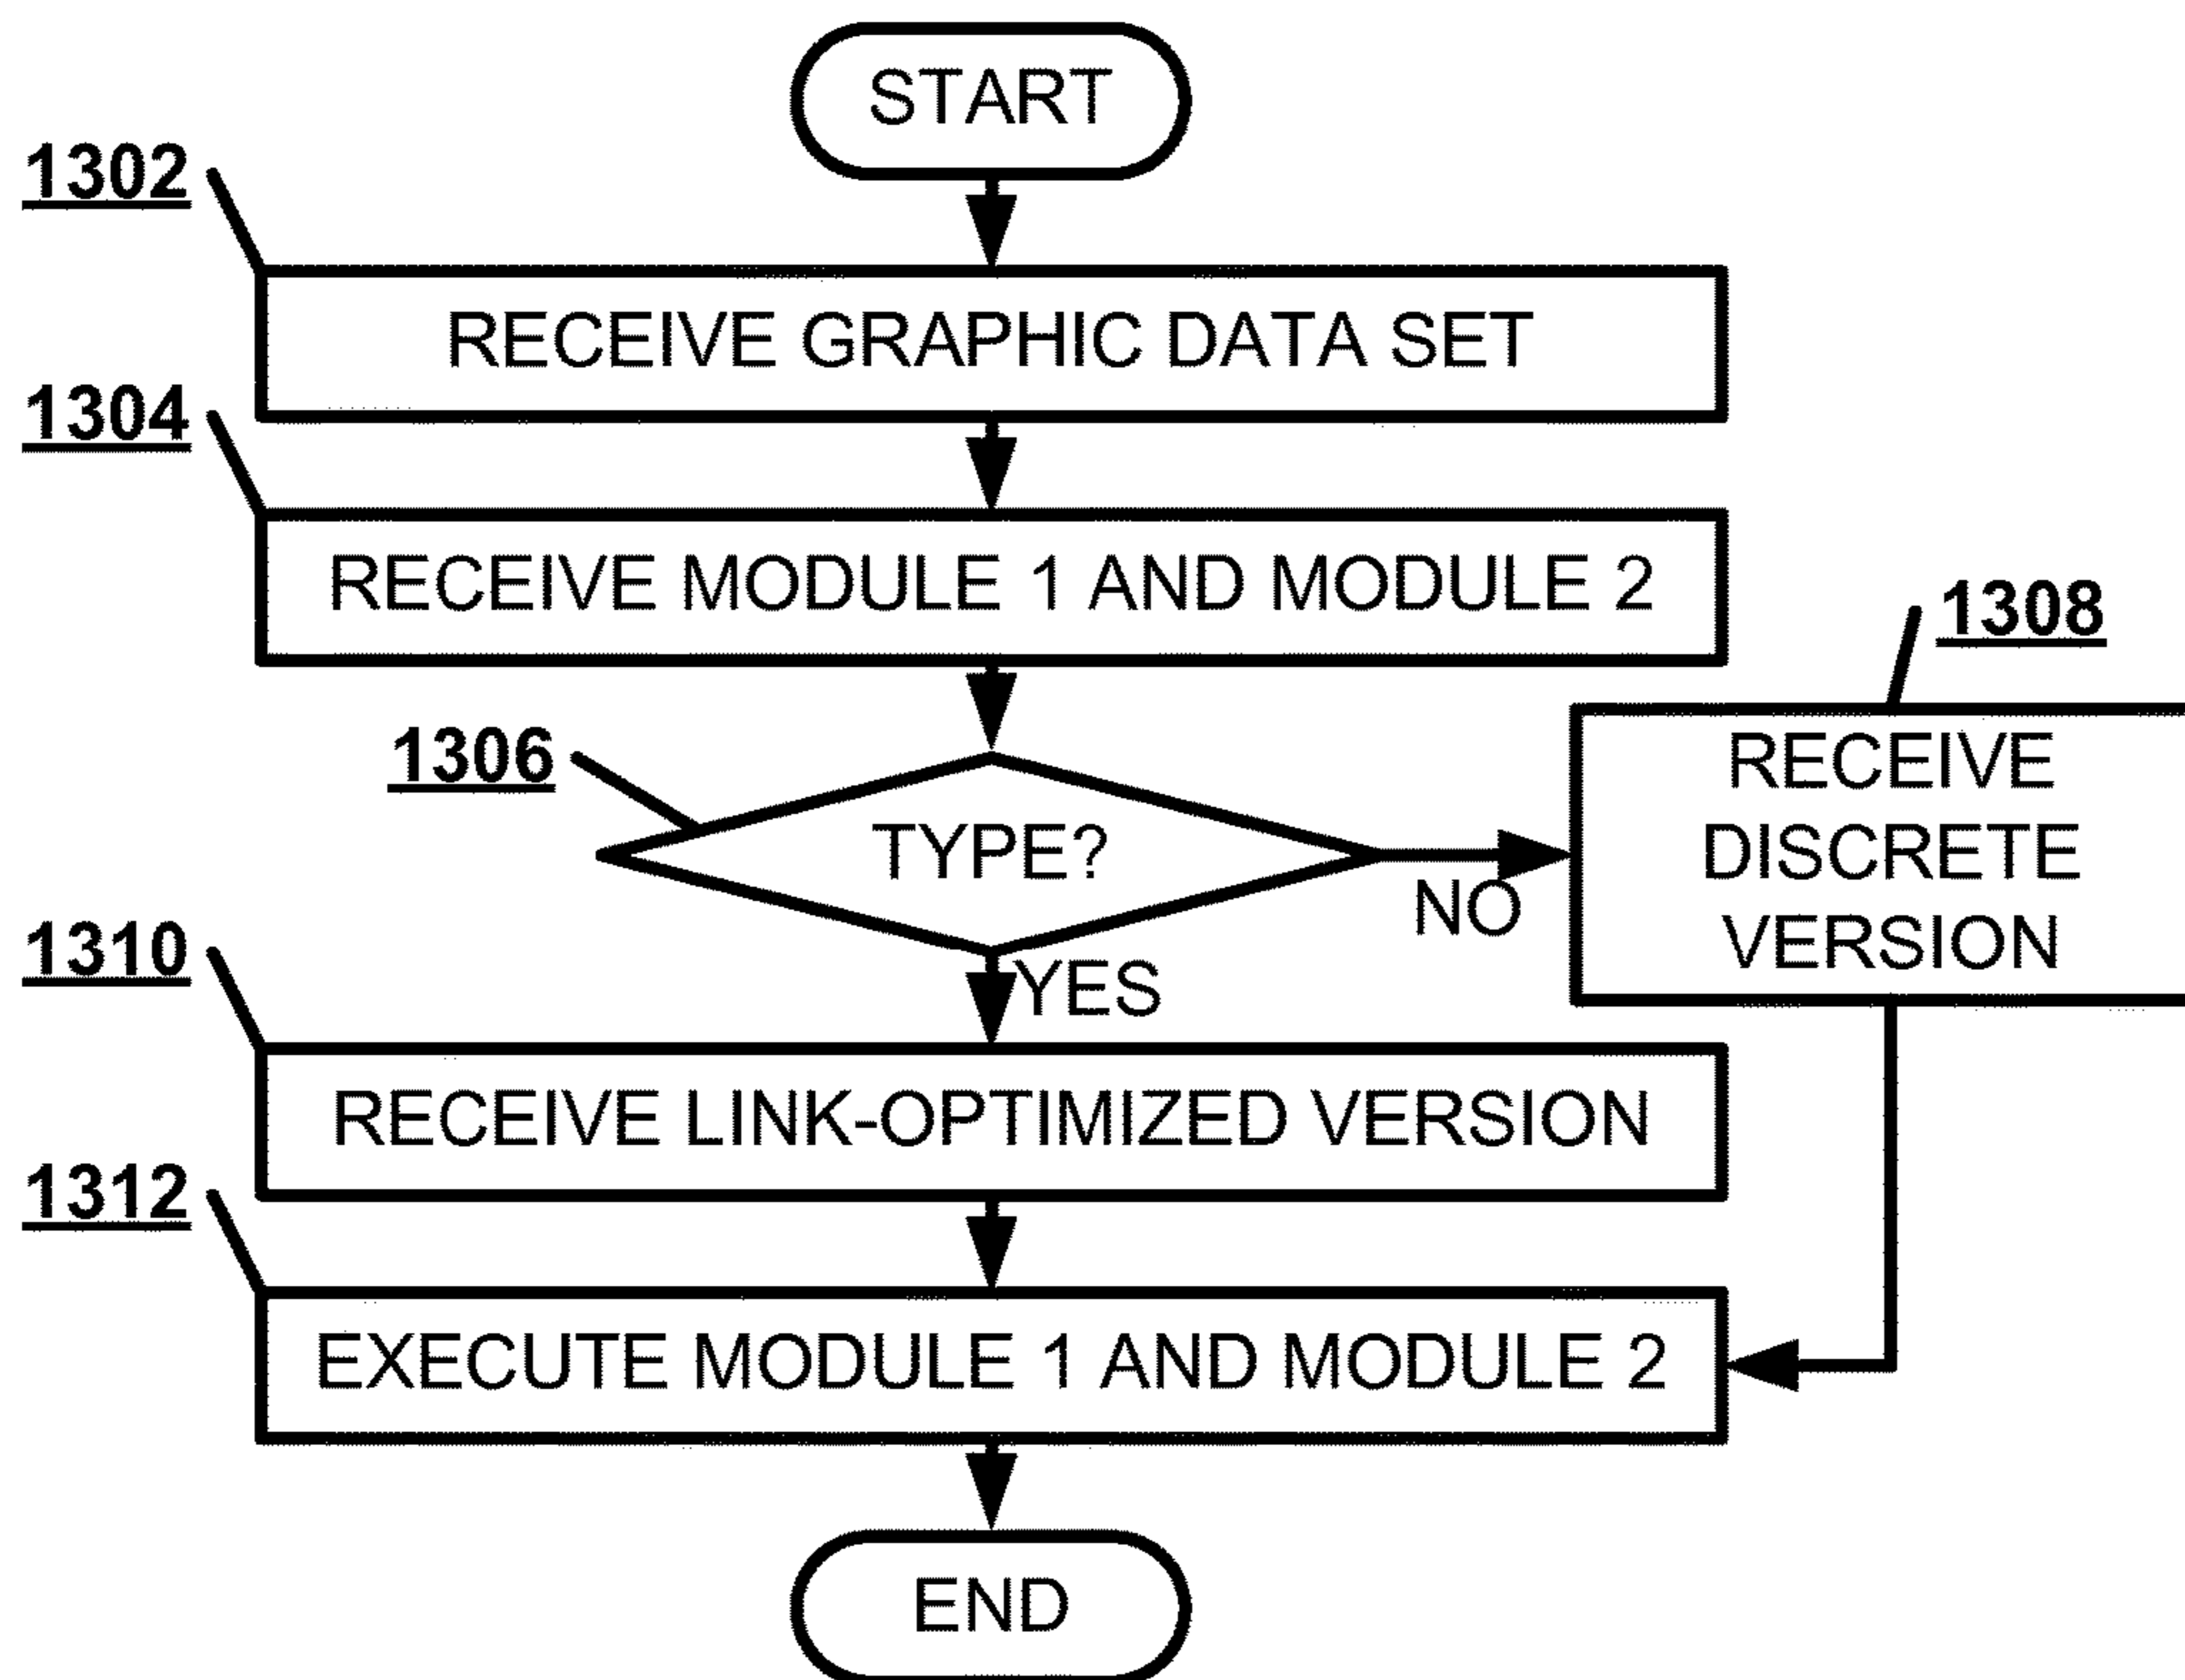 START
1302
RECEIVE GRAPHIC DATA SET
1304
RECEIVE MODULE 1 AND MODULE 2
1308
1306
TYPE?
RECEIVE
DISCRETE
VERSION
NO
YES
1310
RECEIVE LINK-OPTIMIZED VERSION
1312
EXECUTE MODULE 1 AND MODULE 2
END